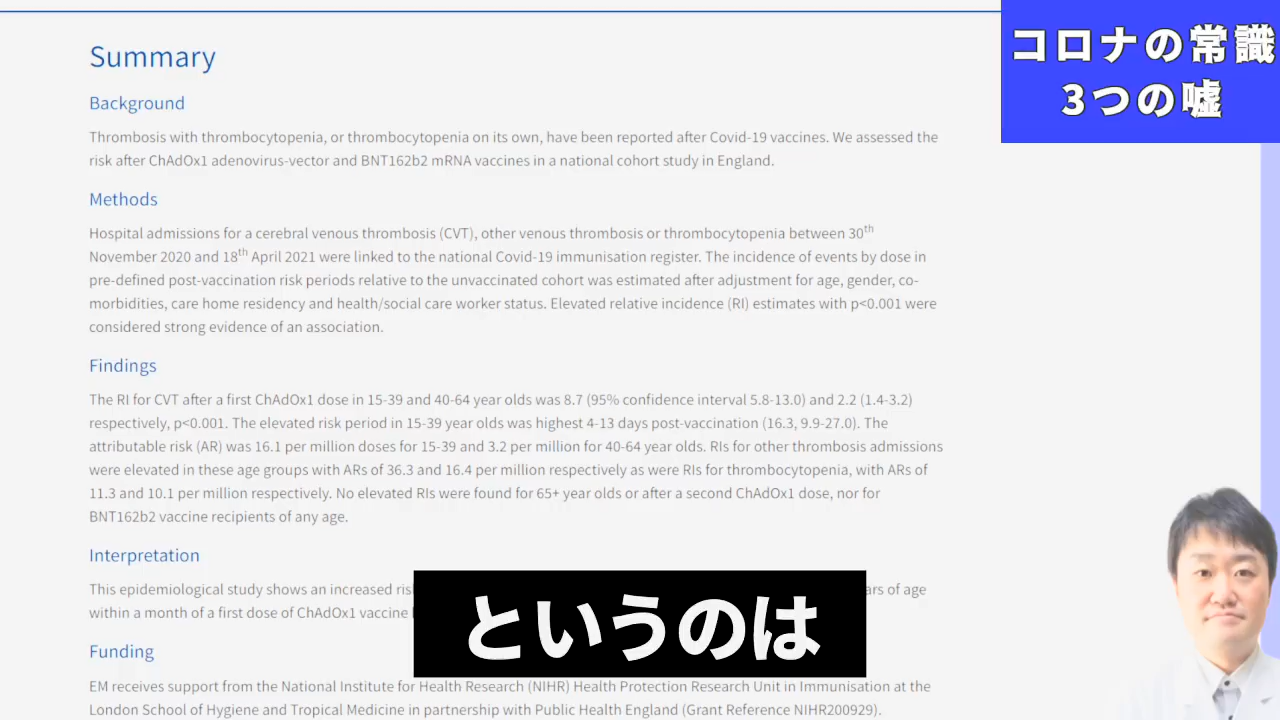 コロナの常識
3つの嘘
Summary
Background
Thrombosis with thrombocytopenia, or thrombocytopenia on its own, have been reported after Covid-19 vaccines. We assessed the
risk after ChAdOx1 adenovirus-vector and BNT162b2 mRNA vaccines in a national cohort study in England.
Methods
Hospital admissions for a cerebral venous thrombosis (CVT), other venous thrombosis or thrombocytopenia between 30th
November 2020 and 18th April 2021 were linked to the national Covid-19 immunisation register. The incidence of events by dose in
pre-defined post-vaccination risk periods relative to the unvaccinated cohort was estimated after adjustment for age, gender, co-
morbidities, care home residency and health/social care worker status. Elevated relative incidence (RI) estimates with p<0.001 were
considered strong evidence of an association.
Findings
The RI for CVT after a first ChAdOx1 dose in 15-39 and 40-64 year olds was 8.7 (95% confidence interval 5.8-13.0) and 2.2 (1.4-3.2)
respectively, p<0.001. The elevated risk period in 15-39 year olds was highest 4-13 days post-vaccination (16.3, 9.9-27.0). The
attributable risk (AR) was 16.1 per million doses for 15-39 and 3.2 per million for 40-64 year olds. RIs for other thrombosis admissions
were elevated in these age groups with ARs of 36.3 and 16.4 per million respectively as were RIs for thrombocytopenia, with ARs of
11.3 and 10.1 per million respectively. No elevated RIs were found for 65+ year olds or after a second ChAdOx1 dose, nor for
BNT162b2 vaccine recipients of any age.
Interpretation
This epidemiological study shows an increased ars of age
within a month of a first dose of ChAdOx1 vaccine
というのは
Funding
EM receives support from the National Institute for Health Research (NIHR) Health Protection Research Unit in Immunisation at the
London School of Hygiene and Tropical Medicine in partnership with Public Health England (Grant Reference NIHR200929).